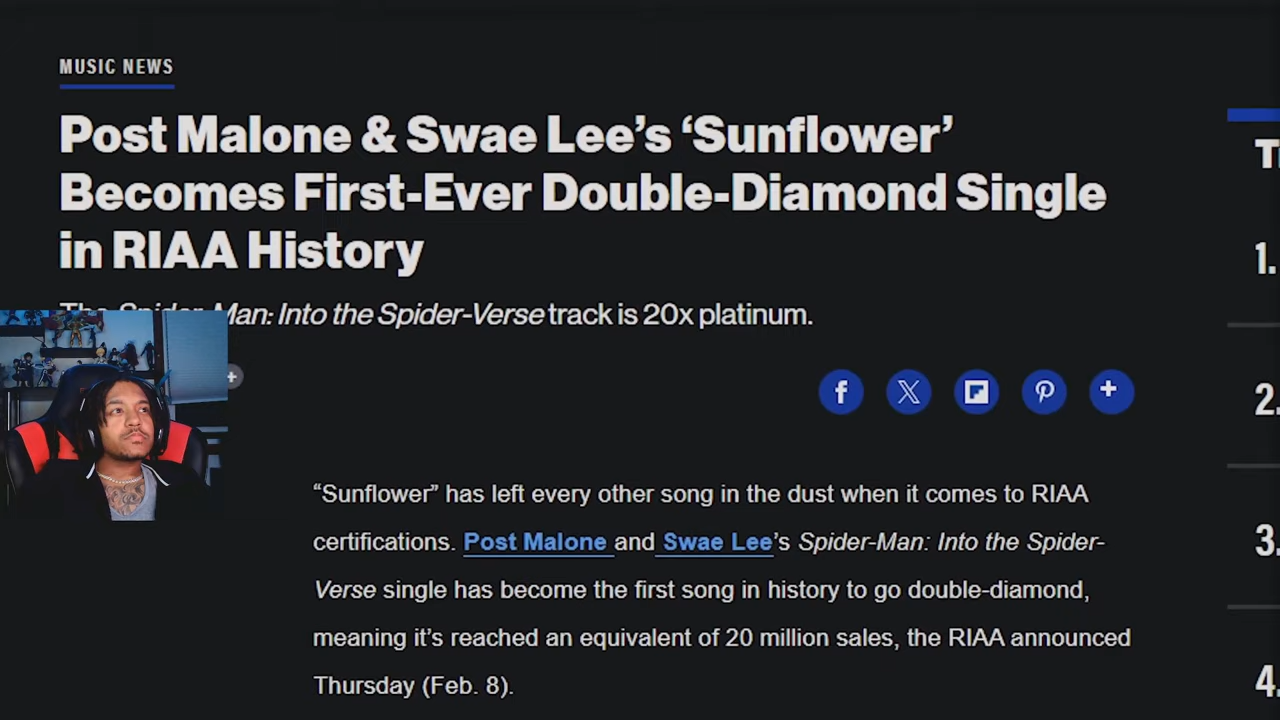 MUSIC NEWS
Post Malone & Swae Lee’s ‘Sunflower’
Becomes First-Ever Double-Diamond Single
in RIAA History
The Spider-Man: Into the Spider-Verse track is 20x platinum.
“Sunflower” has left every other song in the dust when it comes to RIAA
certifications. Post Malone and Swae Lee’s Spider-Man: Into the Spider-
Verse single has become the first song in history to go double-diamond,
meaning it’s reached an equivalent of 20 million sales, the RIAA announced
Thursday (Feb. 8).
1.
2.
3.
4.